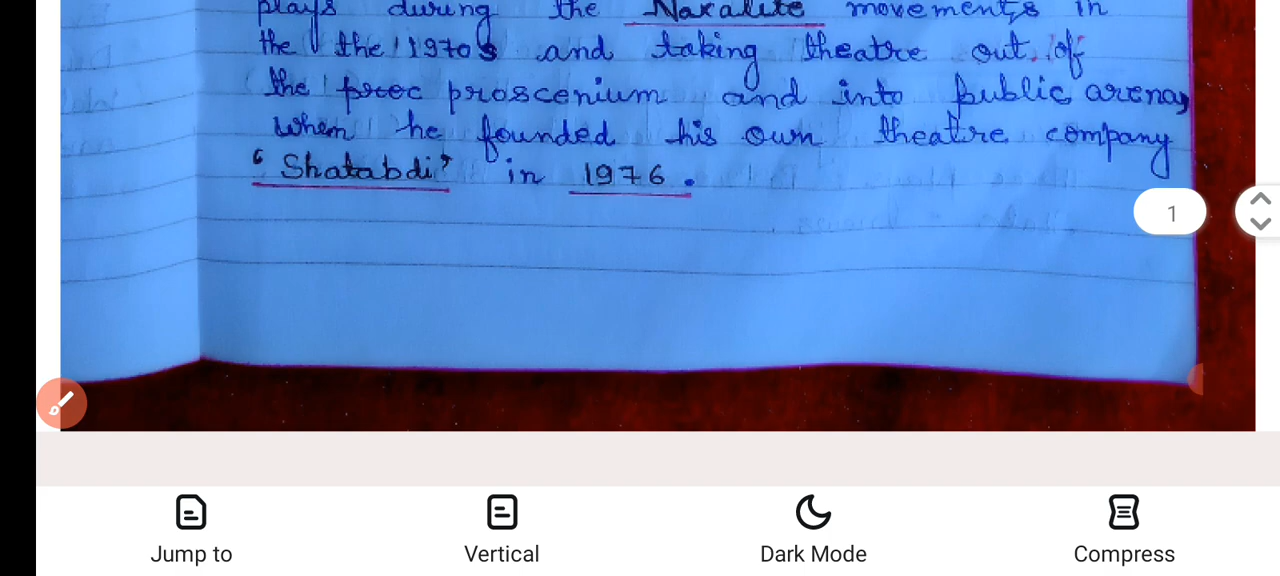 plays during the Naxalite movements in
the the 1970s and taking theatre out of
the proc proscenium and into public arena,
when he founded his own theatre company
'Shatabdi' in 1976.
1
Jump to Vertical Dark Mode Compress